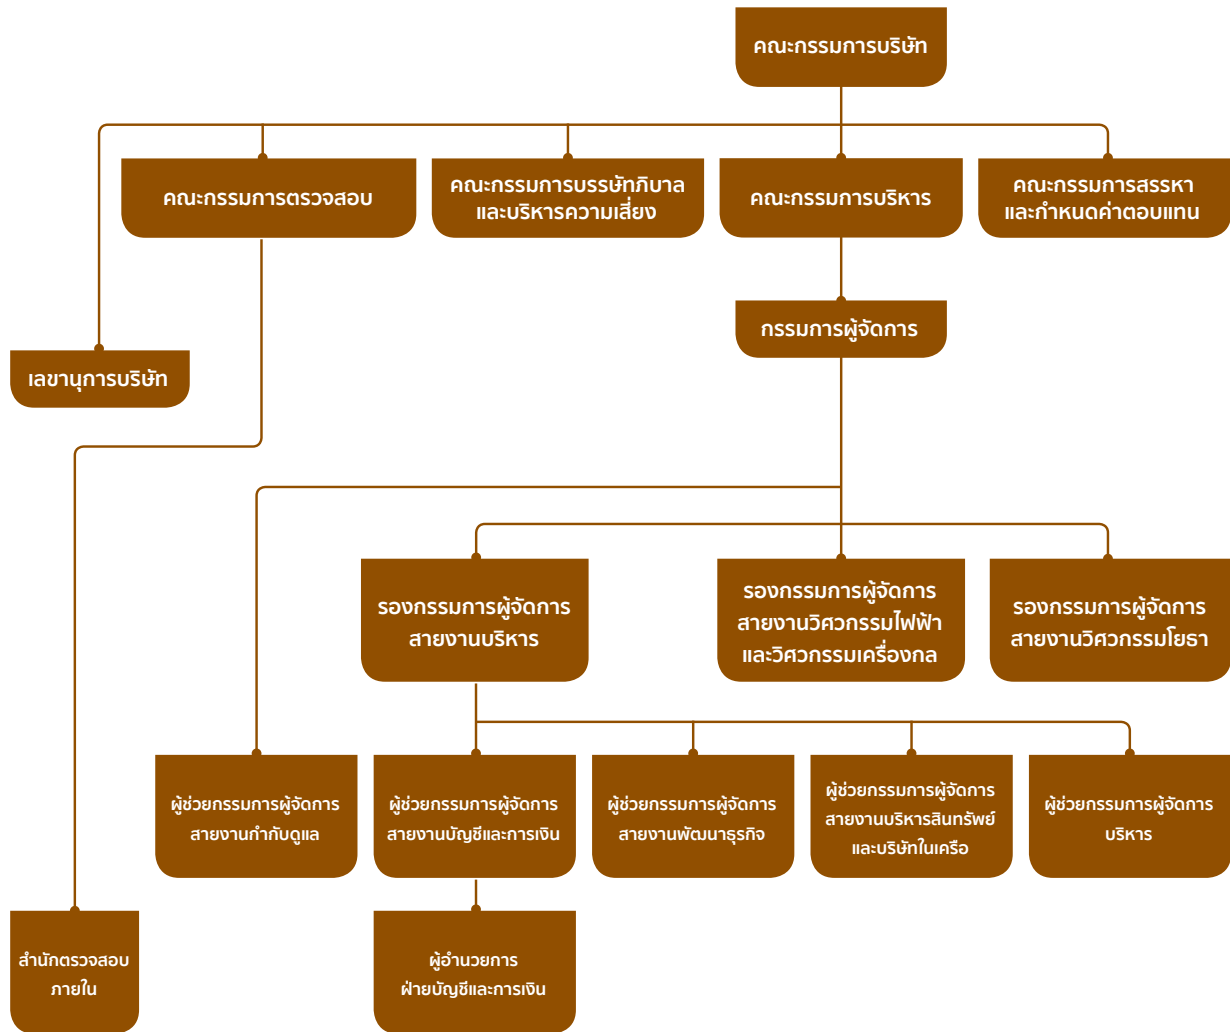 คณะกรรมการบริษัท
คณะกรรมการตรวจสอบ
คณะกรรมการบรรษัทภิบาล
และบริหารความเสี่ยง
คณะกรรมการบริหาร
คณะกรรมการสรรหา
และกำหนดค่าตอบแทน
กรรมการผู้จัดการ
เลขานุการบริษัท
รองกรรมการผู้จัดการ
สายงานบริหาร
รองกรรมการผู้จัดการ
สายงานวิศวกรรมไฟฟ้า
และวิศวกรรมเครื่องกล
รองกรรมการผู้จัดการ
สายงานวิศวกรรมโยธา
ผู้ช่วยกรรมการผู้จัดการ
สายงานกำกับดูแล
ผู้ช่วยกรรมการผู้จัดการ
สายงานบัญชีและการเงิน
ผู้ช่วยกรรมการผู้จัดการ
สายงานพัฒนาธุรกิจ
ผู้ช่วยกรรมการผู้จัดการ
สายงานบริหารสินทรัพย์
และบริษัทในเครือ
ผู้ช่วยกรรมการผู้จัดการ
บริหาร
สำนักตรวจสอบ
ภายใน
ผู้อำนวยการ
ฝ่ายบัญชีและการเงิน